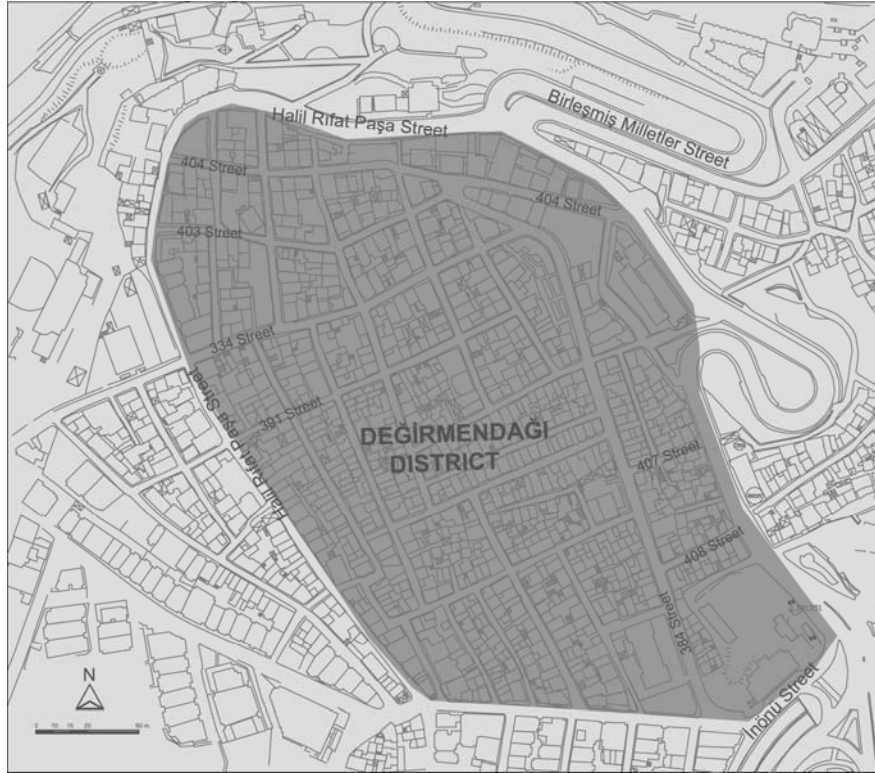 Halil Rıfat Paşa Street
Birleşmiş Milletler Street
404 Street
404 Street
403 Street
334 Street
Halil Rıfat Paşa Street
391 Street
DEĞİRMENDAĞI
DISTRICT
407 Street
408 Street
384 Street
İnönü Street
N